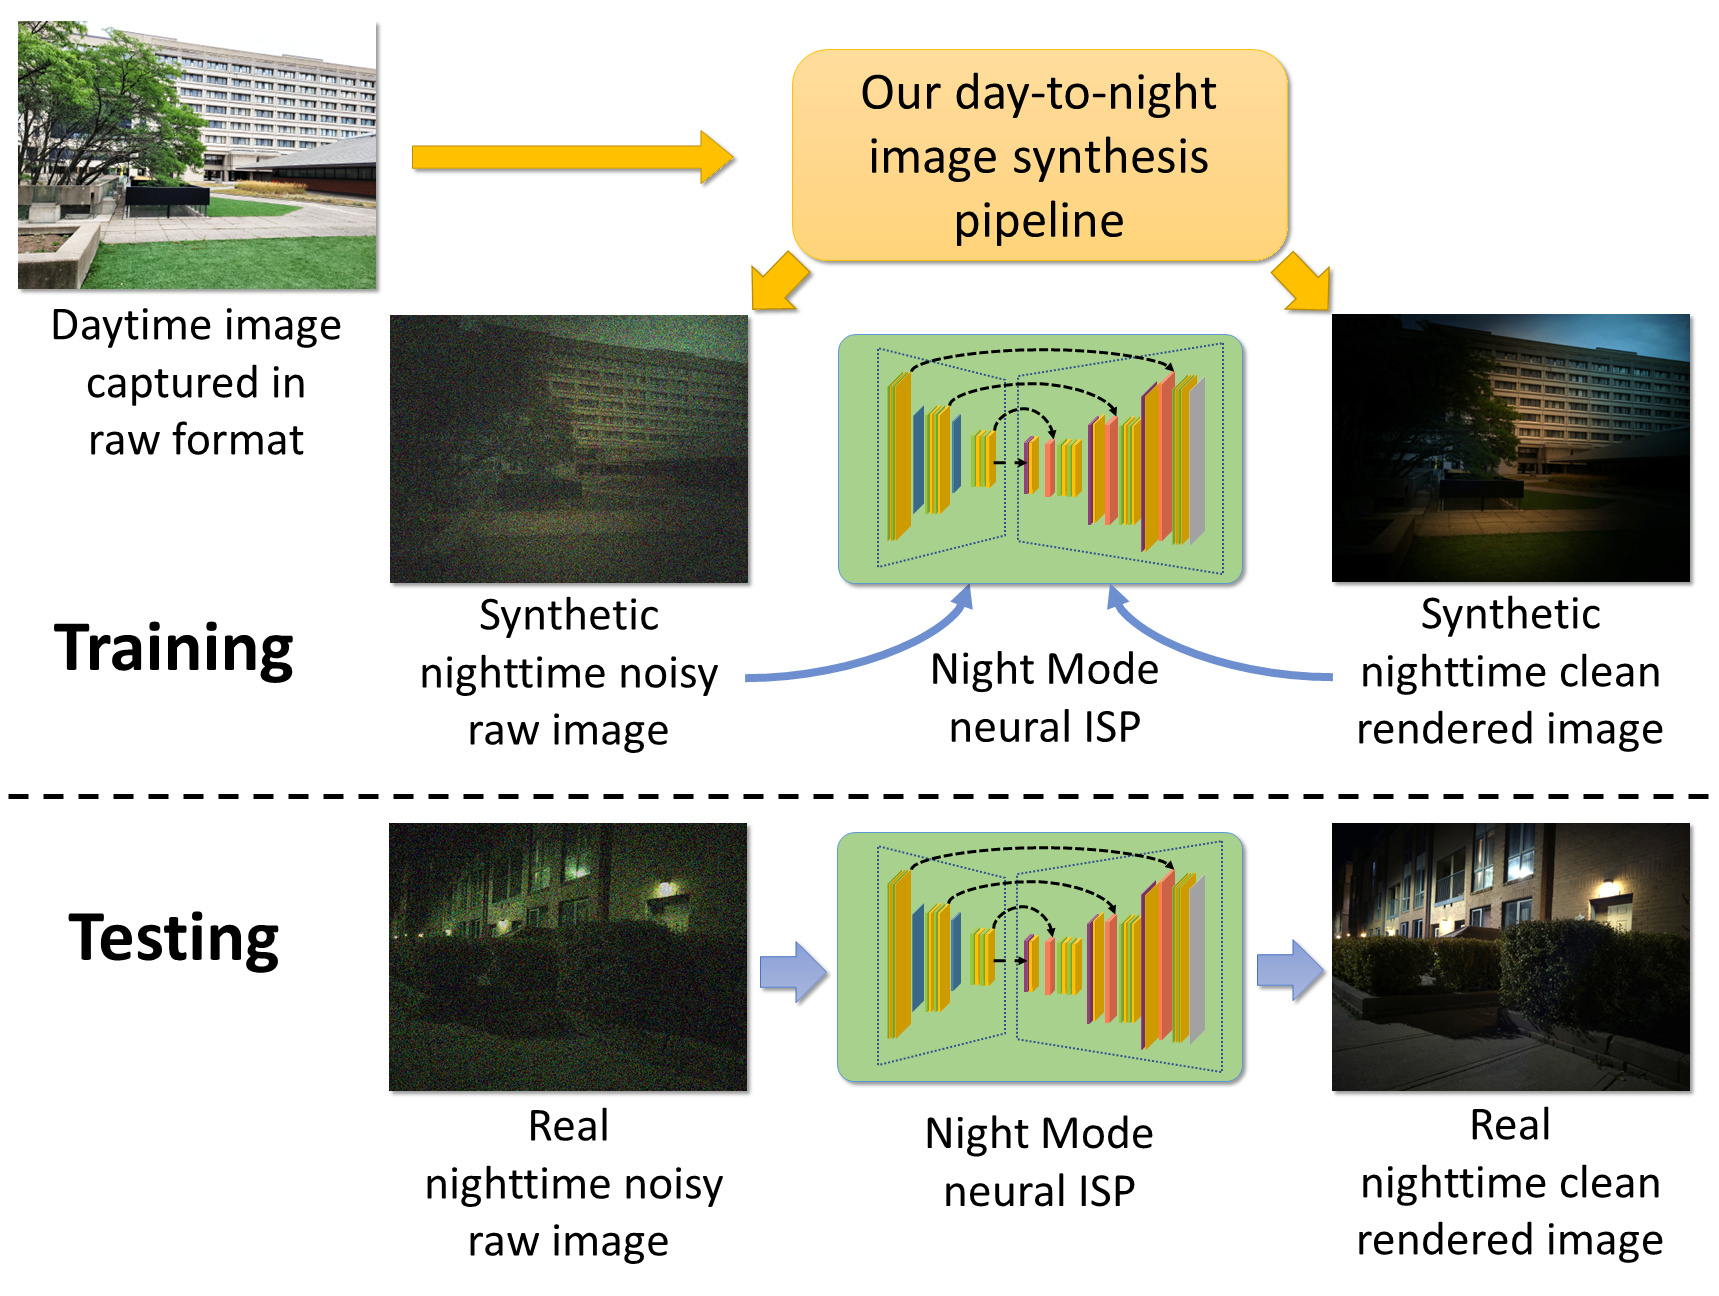 Our day-to-night
image synthesis
pipeline
Daytime image
captured in
raw format
Training
Synthetic
nighttime noisy
raw image
Night Mode
neural ISP
Synthetic
nighttime clean
rendered image
Testing
Real
nighttime noisy
raw image
Night Mode
neural ISP
Real
nighttime clean
rendered image